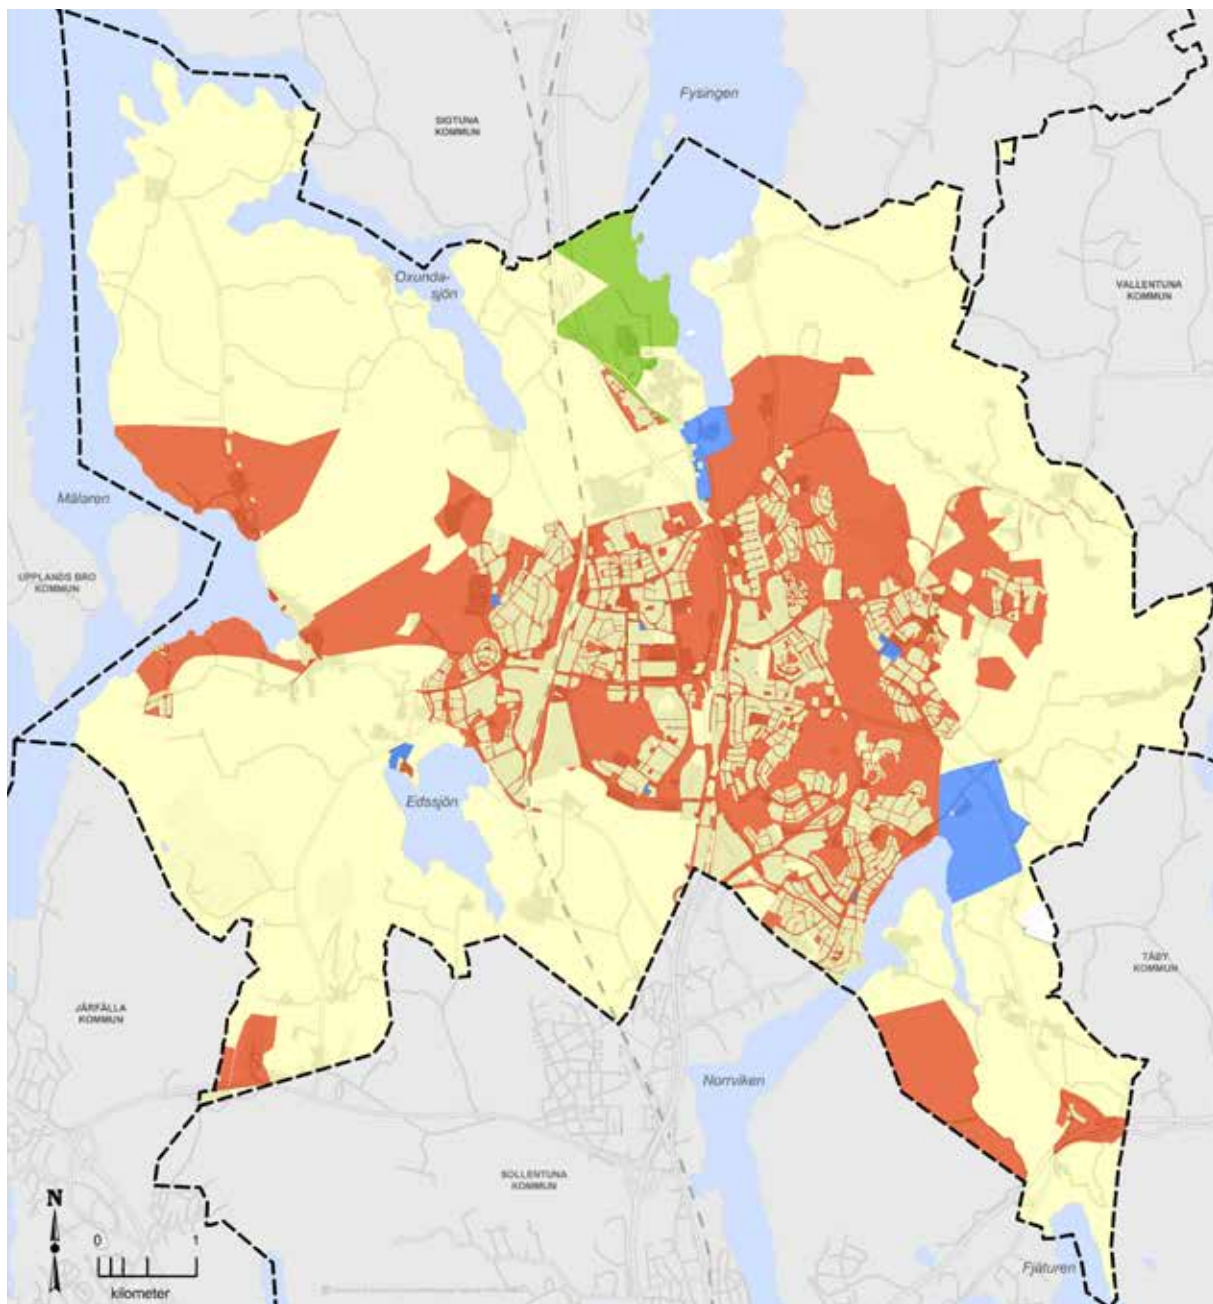 Fysingen
SIGTUNA
KOMMUN
Oxunda-
sjön
VALLENTUNA
KOMMUN
Mälaren
UPPLANDS BRO
KOMMUN
Edssjön
TÄBY
KOMMUN
JÄRFÄLLA
KOMMUN
Norrviken
SOLLENTUNA
KOMMUN
N
0 1
kilometer
Fjäturen